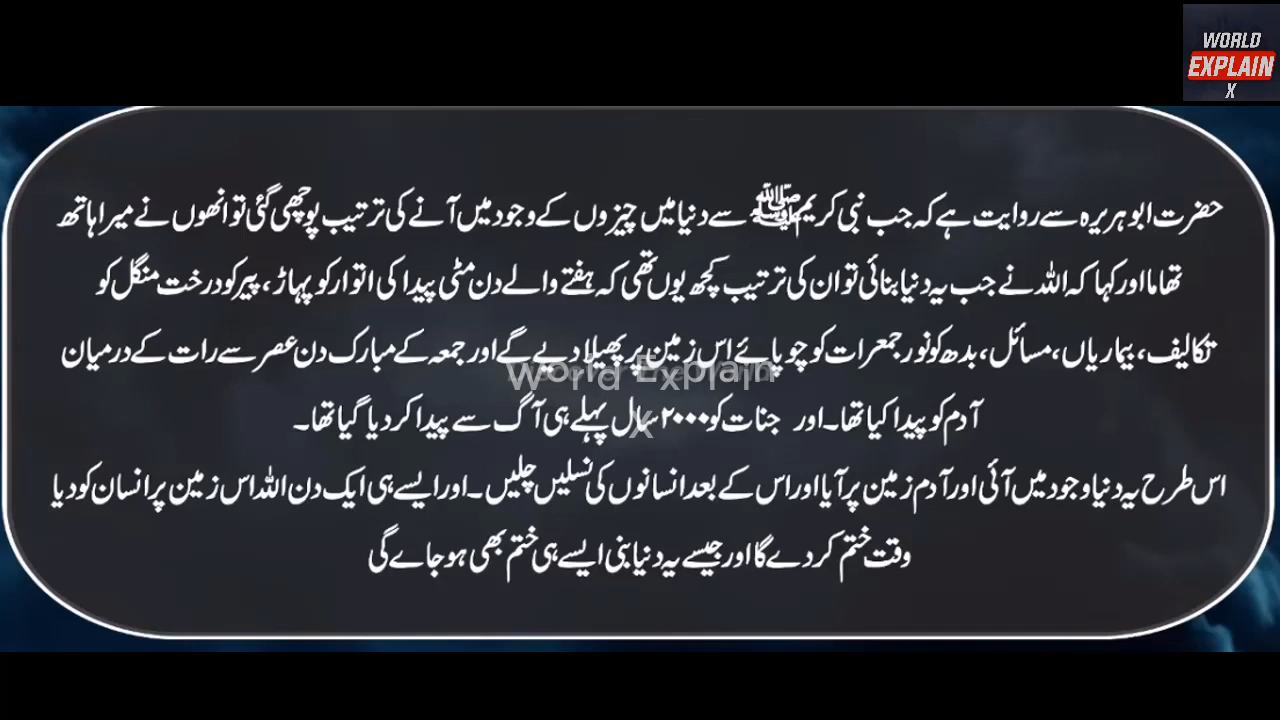 WORLD
EXPLAIN
X
حضرت ابوہریرہ سے روایت ہے کہ جب نبی کریمﷺ سے دنیا میں چیزوں کے وجود میں آنے کی ترتیب پوچھی گئی تو انھوں نے میرا ہاتھ
تھاما اور کہا کہ اللہ نے جب یہ دنیا بنائی تو ان کی ترتیب کچھ یوں تھی کہ ہفتے والے دن مٹی پیدا کی اتوار کو پہاڑ، پیر کو درخت منگل کو
تکالیف، بیماریاں، مسائل، بدھ کو نور جمعرات کو چوپائے اس زمین پر پھیلا دیے گے اور جمعہ کے مبارک دن عصر سے رات کے درمیان
World Explain
آدم کو پیدا کیا تھا۔ اور جنات کو ۲۰۰۰ سال پہلے ہی آگ سے پیدا کر دیا گیا تھا۔
X
اس طرح یہ دنیا وجود میں آئی اور آدم زمین پر آیا اور اس کے بعد انسانوں کی نسلیں چلیں۔ اور ایسے ہی ایک دن اللہ اس زمین پر انسان کو دیا
وقت ختم کر دے گا اور جیسے یہ دنیا بنی ایسے ہی ختم بھی ہو جاے گی